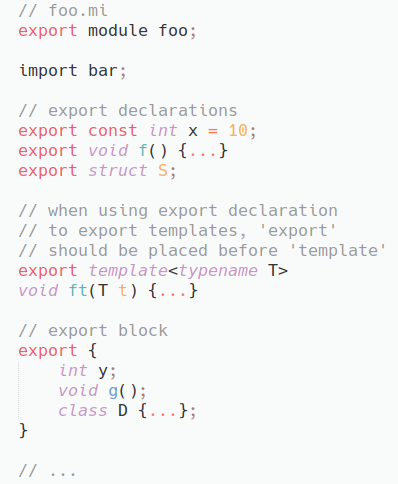 // foo.mi
export module foo;
import bar;
// export declarations
export const int x = 10;
export void f() {...}
export struct S;
// when using export declaration
// to export templates, 'export'
// should be placed before 'template'
export template<typename T>
void ft(T t) {...}
// export block
export {
    int y;
    void g();
    class D {...};
}
// ...